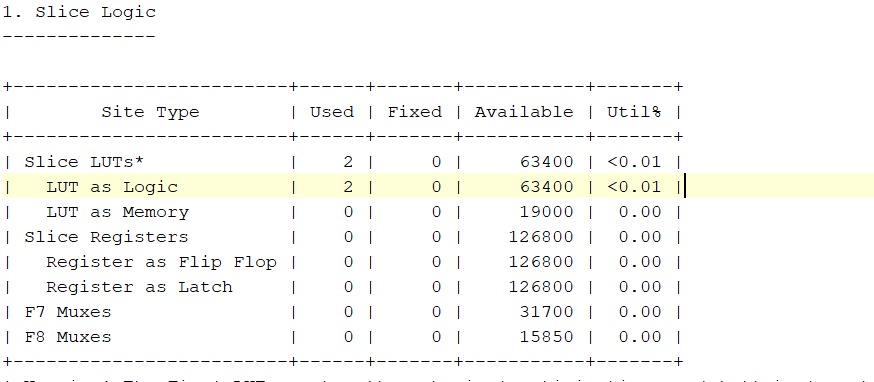 1. Slice Logic
--------------
+-------------------------+------+-------+-----------+-------+
|        Site Type        | Used | Fixed | Available | Util% |
+-------------------------+------+-------+-----------+-------+
| Slice LUTs*             |    2 |     0 |     63400 | <0.01 |
|   LUT as Logic          |    2 |     0 |     63400 | <0.01 |
|   LUT as Memory         |    0 |     0 |     19000 |  0.00 |
| Slice Registers         |    0 |     0 |    126800 |  0.00 |
|   Register as Flip Flop |    0 |     0 |    126800 |  0.00 |
|   Register as Latch     |    0 |     0 |    126800 |  0.00 |
| F7 Muxes                |    0 |     0 |     31700 |  0.00 |
| F8 Muxes                |    0 |     0 |     15850 |  0.00 |
+-------------------------+------+-------+-----------+-------+